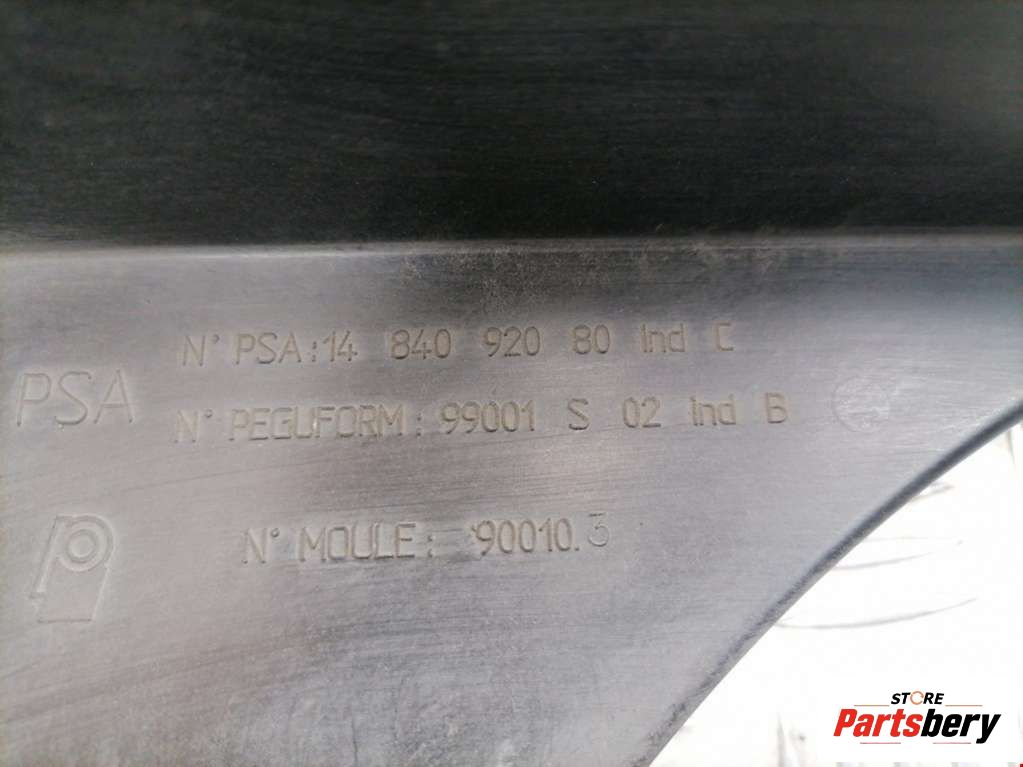 N° PSA:14 840 920 80 Ind C
PSA
N° PEGUFORM: 99001 S 02 Ind B
N° MOULE: 90010.3
STORE
Partsbery